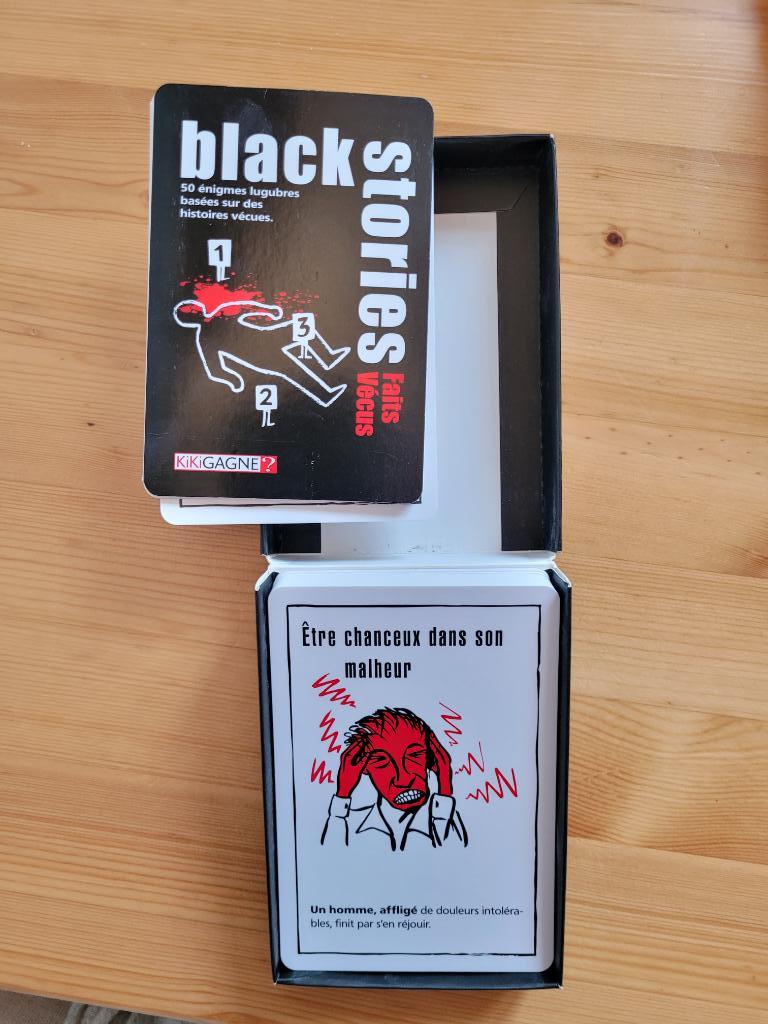 black
stories
50 énigmes lugubres
basées sur des
histoires vécues.
1
3
2
Faits
Vécus
KiKiGAGNE?
Être chanceux dans son
malheur
Un homme, affligé de douleurs intoléra-
bles, finit par s'en réjouir.